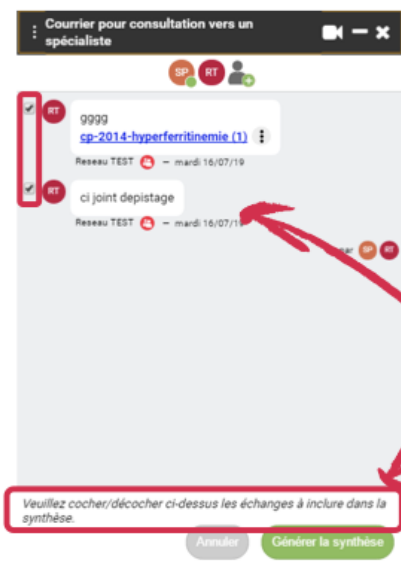 Courrier pour consultation vers un
spécialiste
SP RT
RT
gggg
cp-2014-hyperferritinemie (1)
Reseau TEST – mardi 16/07/19
RT
ci joint depistage
Reseau TEST – mardi 16/07/19
par SP RT
Veuillez cocher/décocher ci-dessus les échanges à inclure dans la
synthèse.
Annuler Générer la synthèse